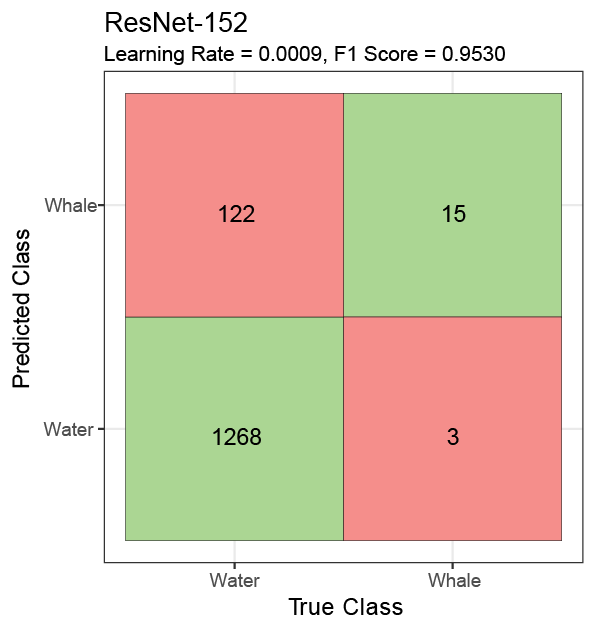 ResNet-152
Learning Rate = 0.0009, F1 Score = 0.9530
Whale
122
15
Predicted Class
Water
1268
3
Water
Whale
True Class